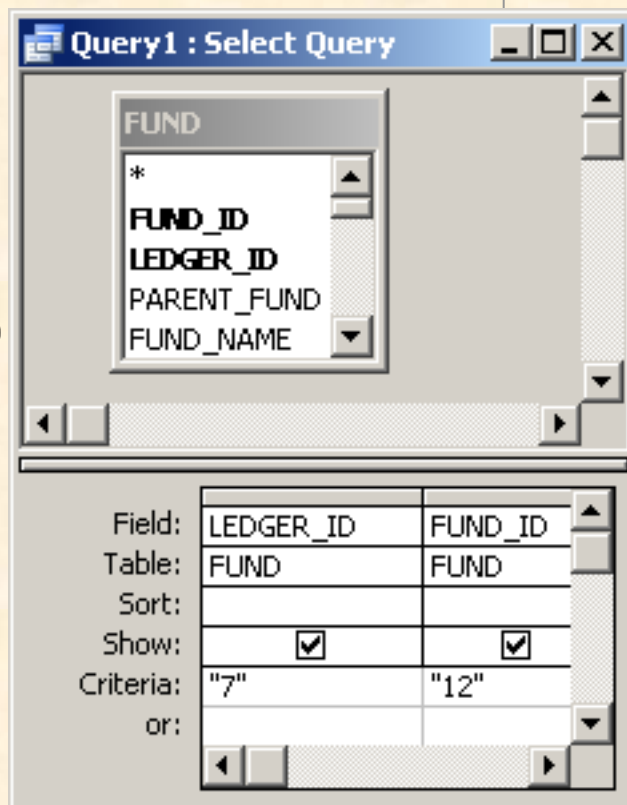 Query1 : Select Query
FUND
*
FUND_ID
LEDGER_ID
PARENT_FUND
FUND_NAME
Field: LEDGER_ID FUND_ID
Table: FUND FUND
Sort:
Show:
Criteria: "7" "12"
or: